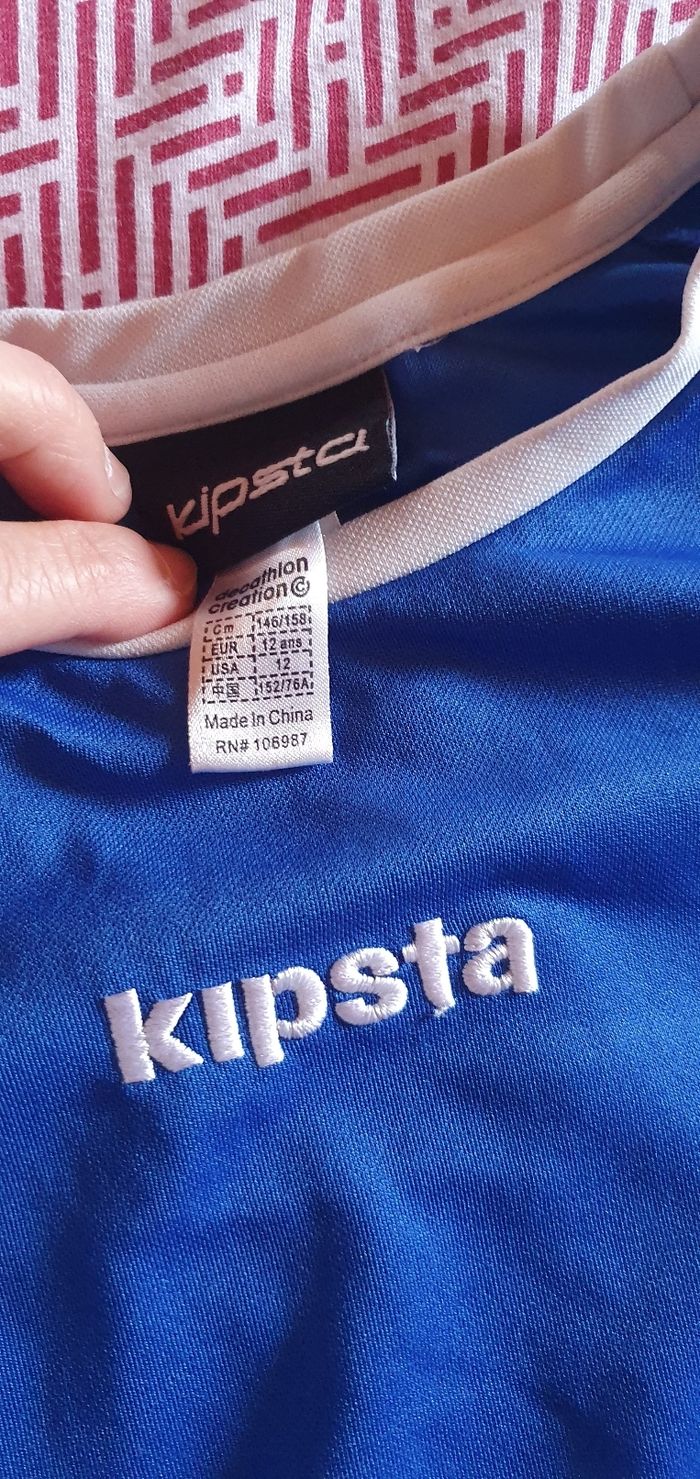 kipsta
decathlon
creation ©
Cm 146/158
EUR 12 ans
USA 12
中国 152/76A
Made In China
RN# 106987
kipsta